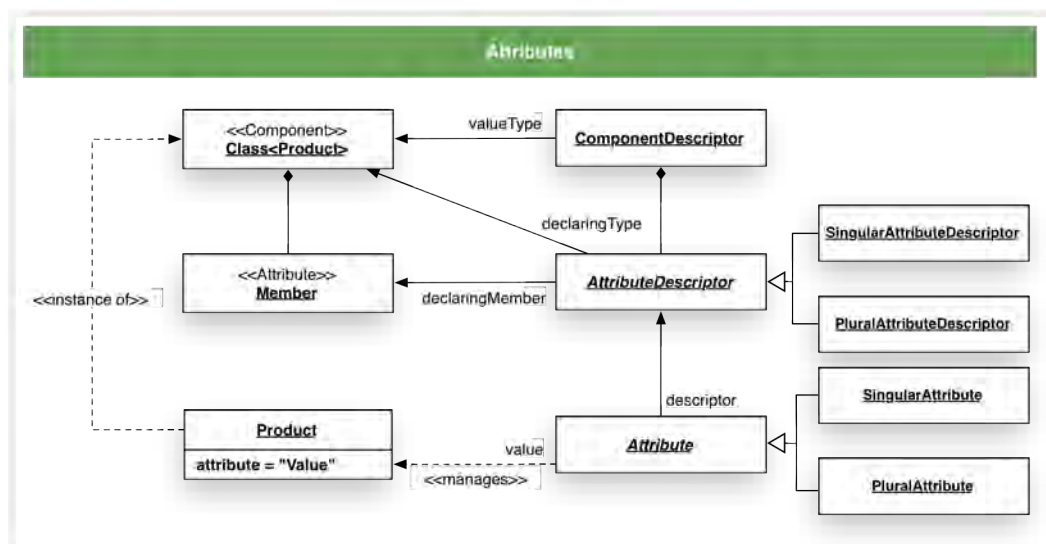 Attributes
<<Component>>
Class<Product>
valueType
ComponentDescriptor
declaringType
SingularAttributeDescriptor
<<Attribute>>
Member
declaringMember
AttributeDescriptor
<<instance of>>
PluralAttributeDescriptor
descriptor
SingularAttribute
Product
attribute = "Value"
value
<<manages>>
Attribute
PluralAttribute